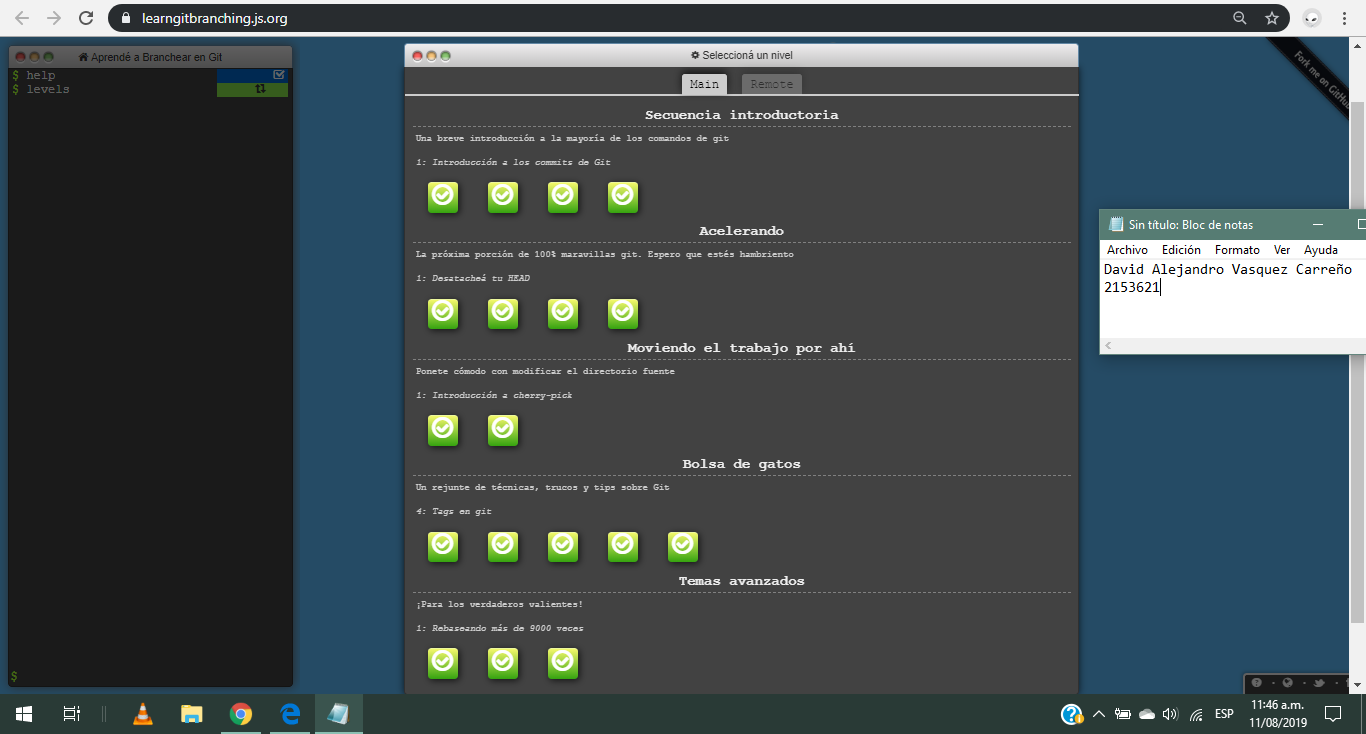 learngitbranching.js.org
Aprendé a Branchear en Git
$ help
$ levels
$
Seleccioná un nivel
Main
Remote
Secuencia introductoria
Una breve introducción a la mayoría de los comandos de git
1: Introducción a los commits de Git
Acelerando
La próxima porción de 100% maravillas git. Espero que estés hambriento
1: Desatacheá tu HEAD
Moviendo el trabajo por ahí
Ponete cómodo con modificar el directorio fuente
1: Introducción a cherry-pick
Bolsa de gatos
Un rejunte de técnicas, trucos y tips sobre Git
4: Tags en git
Temas avanzados
¡Para los verdaderos valientes!
1: Rebaseando más de 9000 veces
Fork me on GitHub
Sin título: Bloc de notas
Archivo Edición Formato Ver Ayuda
David Alejandro Vasquez Carreño
2153621
ESP
11:46 a.m.
11/08/2019